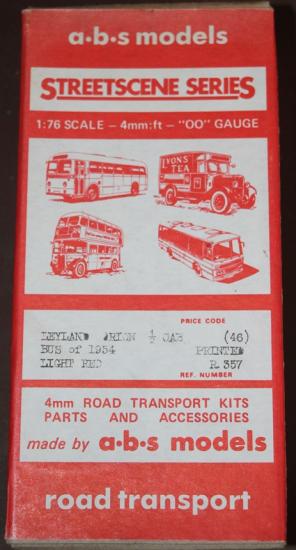 a·b·s models
STREETSCENE SERIES
1:76 SCALE – 4mm:ft – "OO" GAUGE
LYONS'
TEA
PRICE CODE
LEYLAND ORION ½ CAB (46)
BUS of 1954 PRINTED
LIGHT RED R 357
REF. NUMBER
4mm ROAD TRANSPORT KITS
PARTS AND ACCESSORIES
made by a·b·s models
road transport